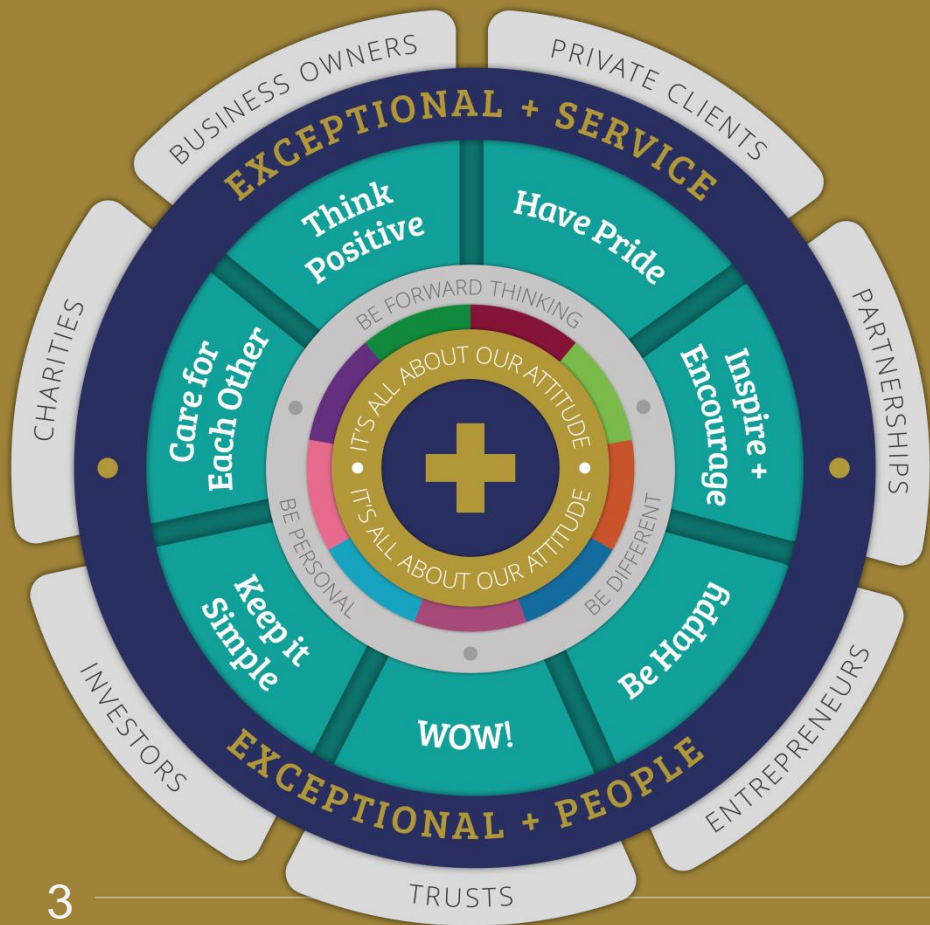 BUSINESS OWNERS
PRIVATE CLIENTS
PARTNERSHIPS
ENTREPRENEURS
TRUSTS
INVESTORS
CHARITIES
EXCEPTIONAL + SERVICE
EXCEPTIONAL + PEOPLE
Think
Positive
Have Pride
Inspire +
Encourage
Be Happy
WOW!
Keep it
Simple
Care for
Each Other
BE FORWARD THINKING
BE DIFFERENT
BE PERSONAL
IT'S ALL ABOUT OUR ATTITUDE
IT'S ALL ABOUT OUR ATTITUDE
3